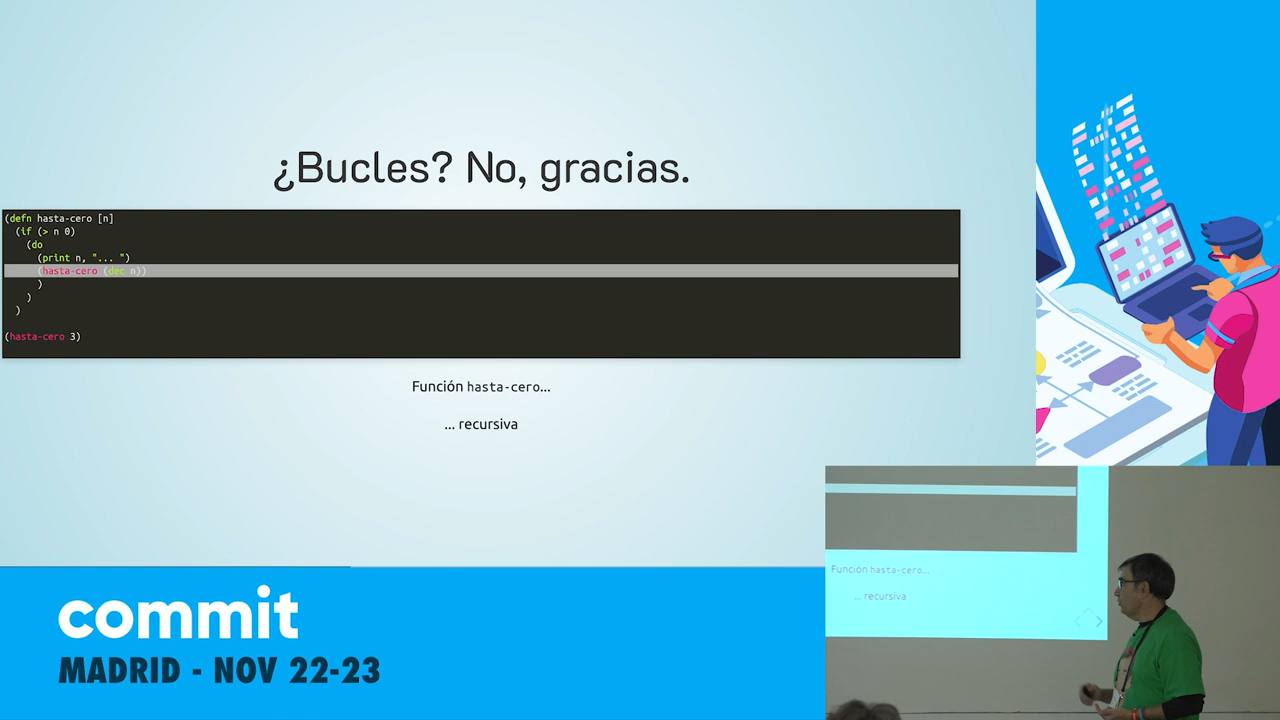 ¿Bucles? No, gracias.
(defn hasta-cero [n]
(if (> n 0)
(do
(print n, "... ")
(hasta-cero (dec n))
)
)
)
(hasta-cero 3)
Función hasta-cero...
... recursiva
commit
MADRID - NOV 22-23
Función hasta-cero...
... recursiva